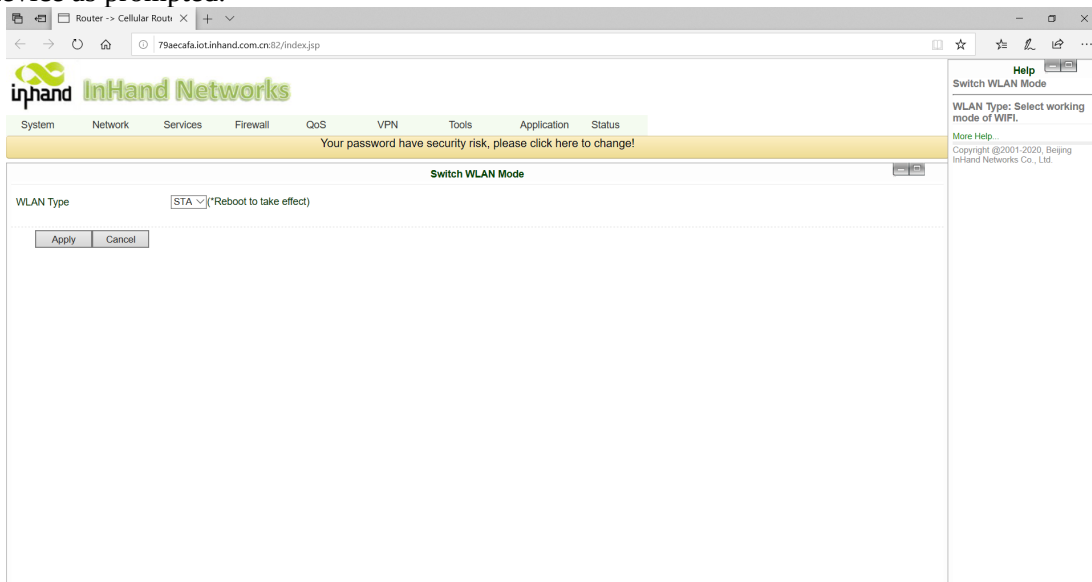 evice as prompted.
Router -> Cellular Route
79aecafa.iot.inhand.com.cn:82/index.jsp
inhand InHand Networks
System Network Services Firewall QoS VPN Tools Application Status
Your password have security risk, please click here to change!
Switch WLAN Mode
WLAN Type STA (*Reboot to take effect)
Apply Cancel
Help
Switch WLAN Mode
WLAN Type: Select working
mode of WIFI.
More Help...
Copyright @2001-2020, Beijing
InHand Networks Co., Ltd.